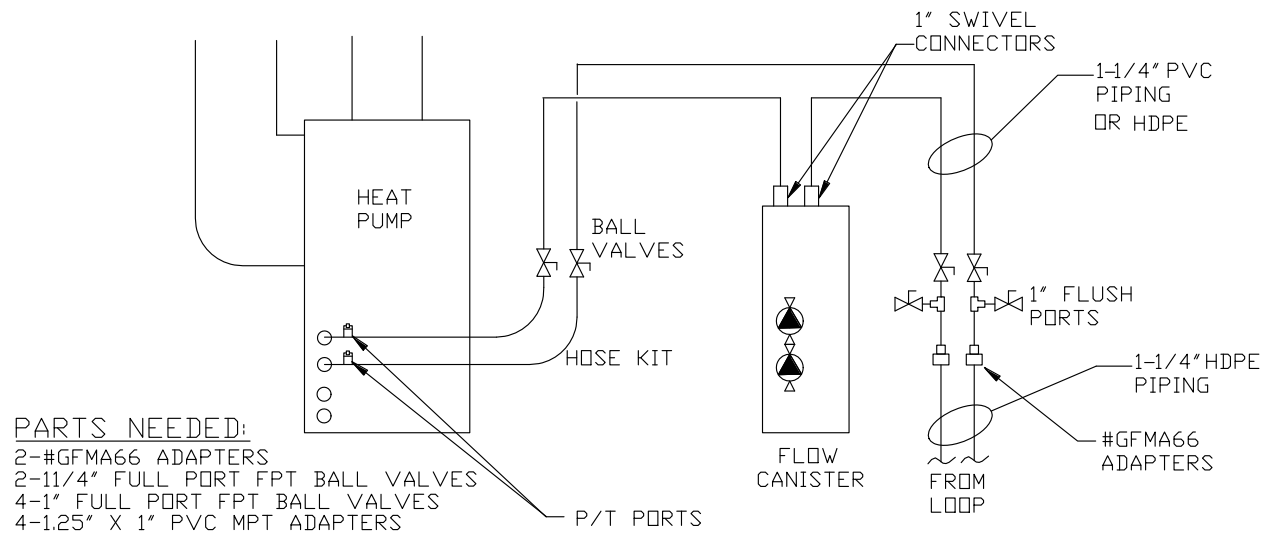 1" SWIVEL
CONNECTORS
1-1/4" PVC
PIPING
OR HDPE
HEAT
PUMP
BALL
VALVES
1" FLUSH
PORTS
HOSE KIT
1-1/4" HDPE
PIPING
PARTS NEEDED:
2-#GFMA66 ADAPTERS
2-11/4" FULL PORT FPT BALL VALVES
4-1" FULL PORT FPT BALL VALVES
4-1.25" X 1" PVC MPT ADAPTERS
FLOW
CANISTER
FROM
LOOP
#GFMA66
ADAPTERS
P/T PORTS